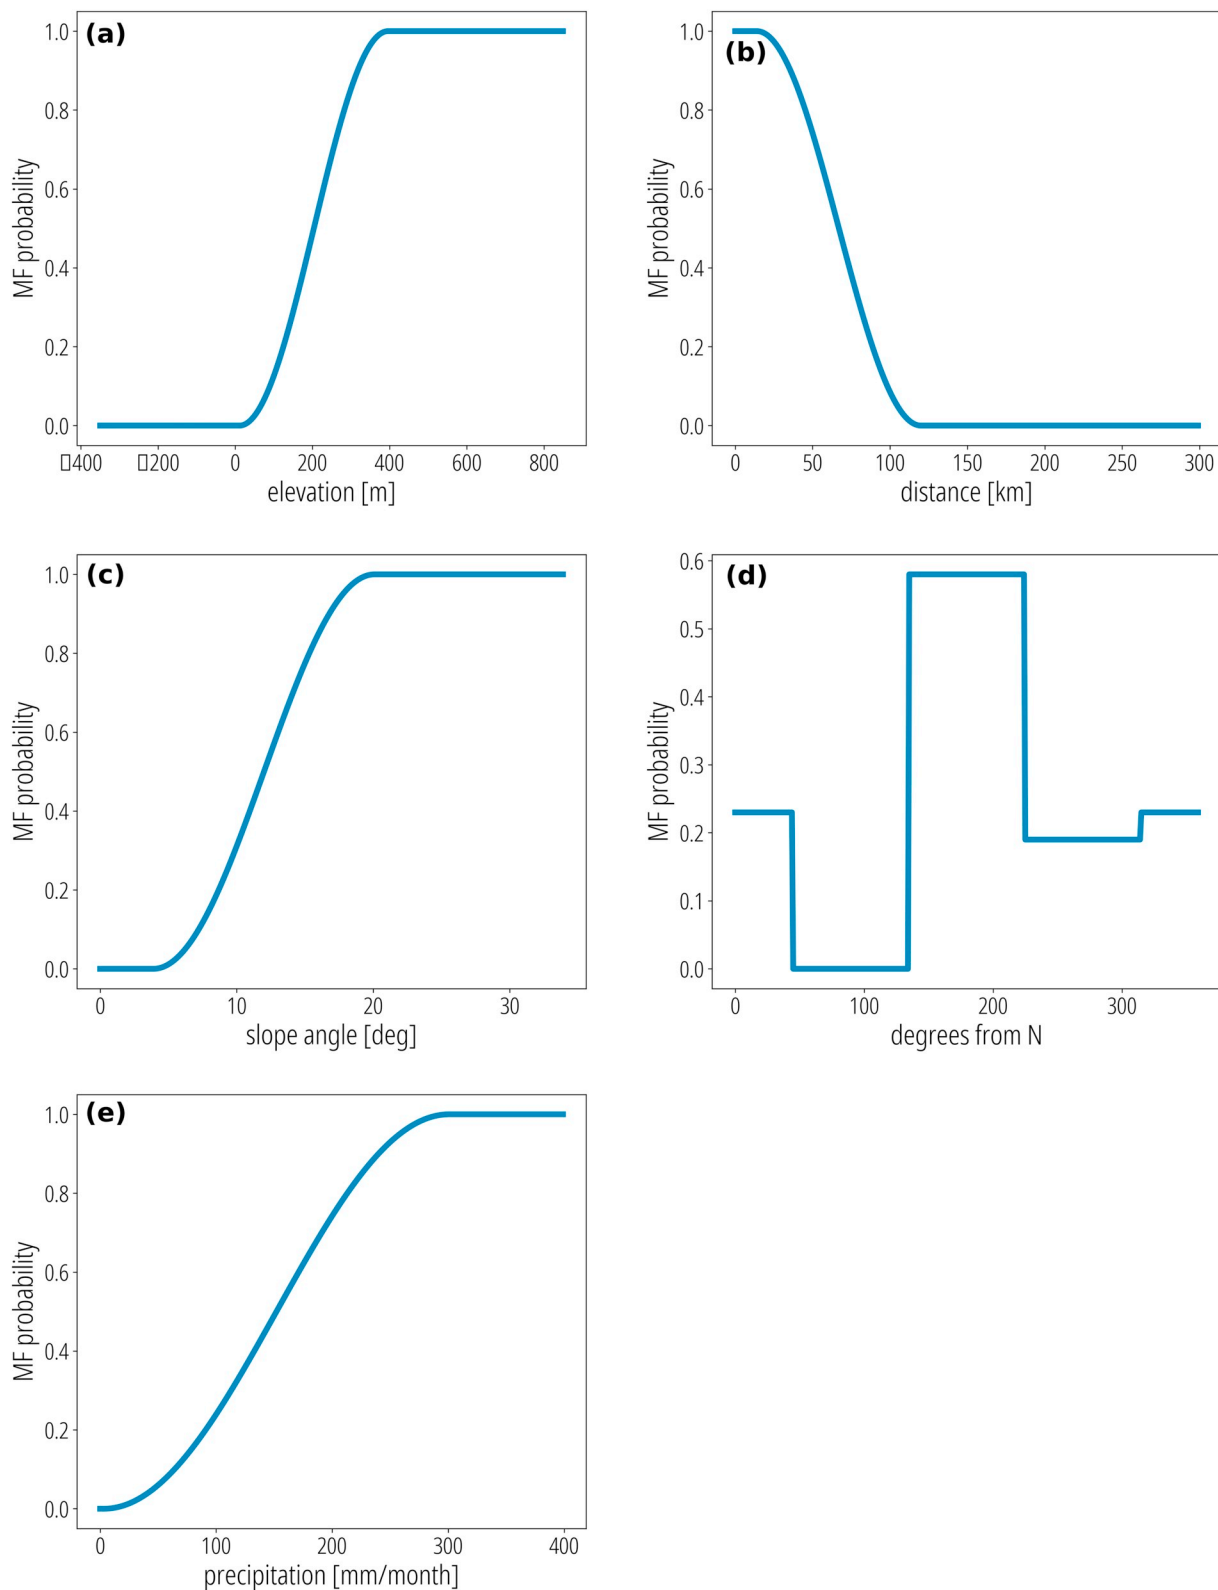 (a)
MF probability
1.0
0.8
0.6
0.4
0.2
0.0
▯400 ▯200 0 200 400 600 800
elevation [m]
(b)
MF probability
1.0
0.8
0.6
0.4
0.2
0.0
0 50 100 150 200 250 300
distance [km]
(c)
MF probability
1.0
0.8
0.6
0.4
0.2
0.0
0 10 20 30
slope angle [deg]
(d)
MF probability
0.6
0.5
0.4
0.3
0.2
0.1
0.0
0 100 200 300
degrees from N
(e)
MF probability
1.0
0.8
0.6
0.4
0.2
0.0
0 100 200 300 400
precipitation [mm/month]